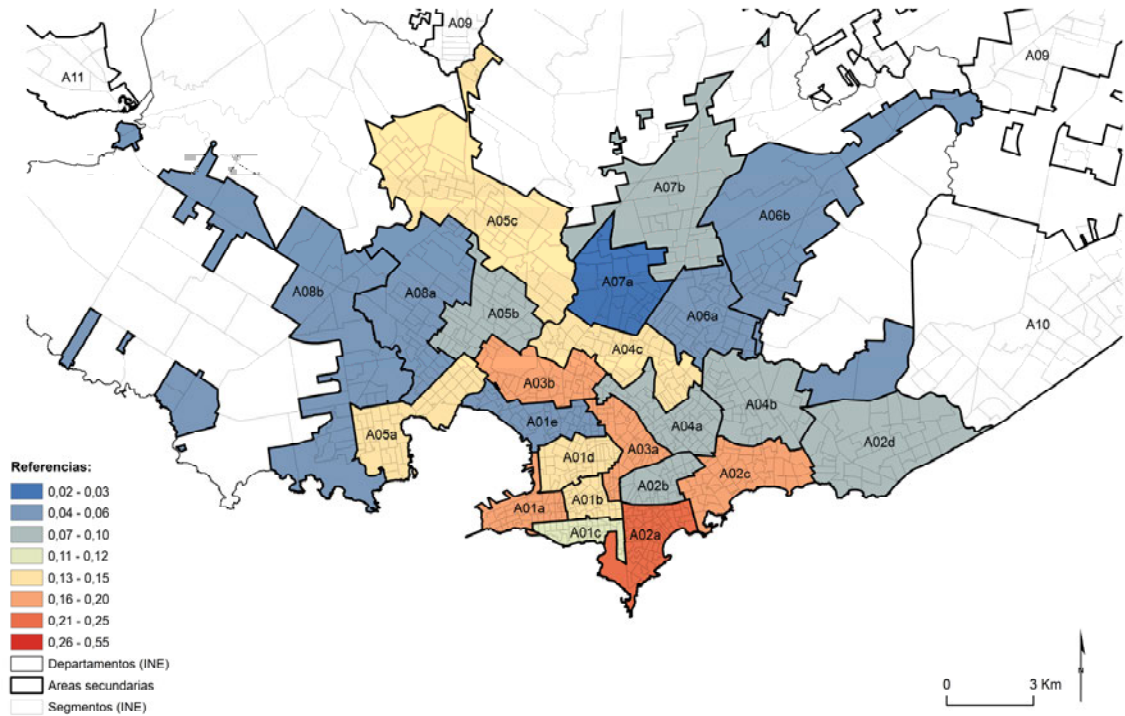 A09
A11
A09
A07b
A05c
A06b
A07a
A08b
A08a
A05b
A06a
A10
A04c
A03b
A04b
A01e
A04a
A05a
A02d
A03a
A01d
A02c
A02b
A01b
A01a
A01c
A02a
Referencias:
0,02 - 0,03
0,04 - 0,06
0,07 - 0,10
0,11 - 0,12
0,13 - 0,15
0,16 - 0,20
0,21 - 0,25
0,26 - 0,55
Departamentos (INE)
Areas secundarias
Segmentos (INE)
0 3 Km